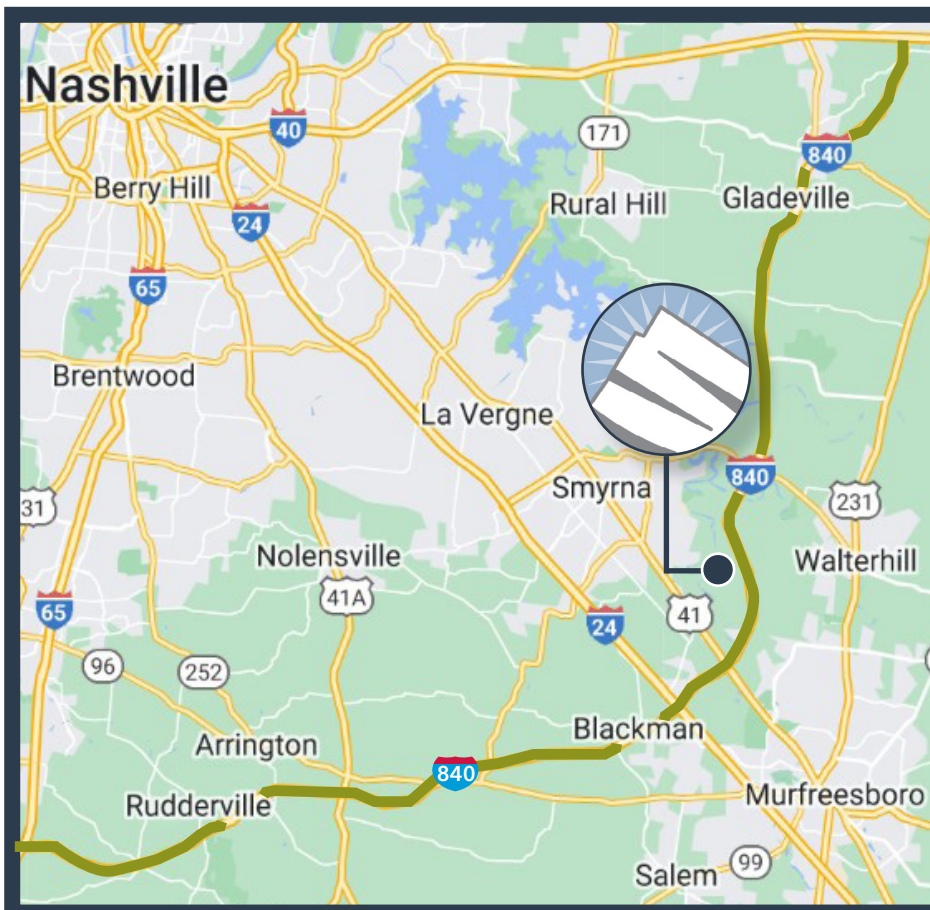 Nashville
40
171
840
Berry Hill
Gladeville
Rural Hill
24
65
Brentwood
La Vergne
840
Smyrna
231
31
Nolensville
Walterhill
41A
65
24
41
96
252
Blackman
Arrington
840
Rudderville
Murfreesboro
Salem
99